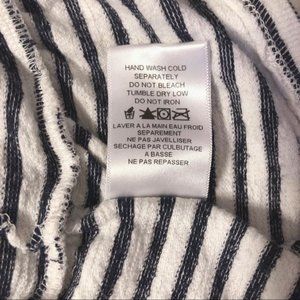 HAND WASH COLD
SEPARATELY
DO NOT BLEACH
TUMBLE DRY LOW
DO NOT IRON
LAVER A LA MAIN EAU FROID
SEPAREMENT
NE PAS JAVELLISER
SECHAGE PAR CULBUTAGE
A BASSE
NE PAS REPASSER